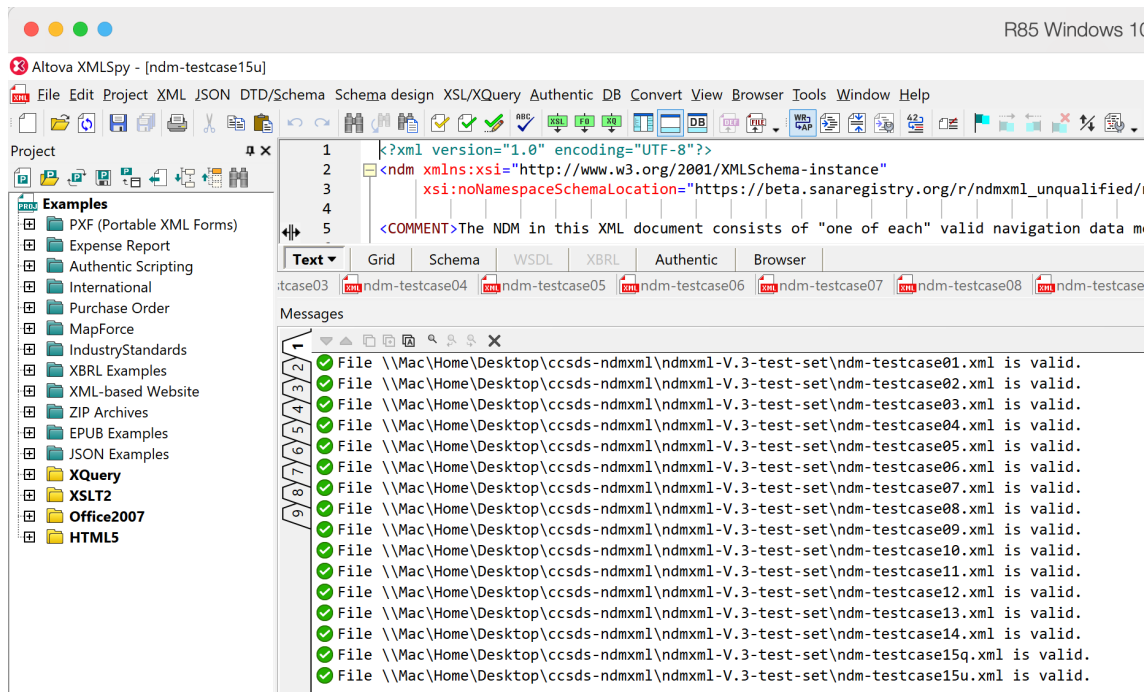 R85 Windows 10
Altova XMLSpy - [ndm-testcase15u]
File Edit Project XML JSON DTD/Schema Schema design XSL/XQuery Authentic DB Convert View Browser Tools Window Help
Project
Examples
PXF (Portable XML Forms)
Expense Report
Authentic Scripting
International
Purchase Order
MapForce
IndustryStandards
XBRL Examples
XML-based Website
ZIP Archives
EPUB Examples
JSON Examples
XQuery
XSLT2
Office2007
HTML5
1 <?xml version="1.0" encoding="UTF-8"?>
2 <ndm xmlns:xsi="http://www.w3.org/2001/XMLSchema-instance"
3 xsi:noNamespaceSchemaLocation="https://beta.sanaregistry.org/r/ndmxml_unqualified/
4
5 <COMMENT>The NDM in this XML document consists of "one of each" valid navigation data
Text Grid Schema WSDL XBRL Authentic Browser
tcase03 ndm-testcase04 ndm-testcase05 ndm-testcase06 ndm-testcase07 ndm-testcase08 ndm-testcase
Messages
1 2 3 4 5 6 7 8 9
File \\Mac\Home\Desktop\ccsds-ndmxml\ndmxml-V.3-test-set\ndm-testcase01.xml is valid.
File \\Mac\Home\Desktop\ccsds-ndmxml\ndmxml-V.3-test-set\ndm-testcase02.xml is valid.
File \\Mac\Home\Desktop\ccsds-ndmxml\ndmxml-V.3-test-set\ndm-testcase03.xml is valid.
File \\Mac\Home\Desktop\ccsds-ndmxml\ndmxml-V.3-test-set\ndm-testcase04.xml is valid.
File \\Mac\Home\Desktop\ccsds-ndmxml\ndmxml-V.3-test-set\ndm-testcase05.xml is valid.
File \\Mac\Home\Desktop\ccsds-ndmxml\ndmxml-V.3-test-set\ndm-testcase06.xml is valid.
File \\Mac\Home\Desktop\ccsds-ndmxml\ndmxml-V.3-test-set\ndm-testcase07.xml is valid.
File \\Mac\Home\Desktop\ccsds-ndmxml\ndmxml-V.3-test-set\ndm-testcase08.xml is valid.
File \\Mac\Home\Desktop\ccsds-ndmxml\ndmxml-V.3-test-set\ndm-testcase09.xml is valid.
File \\Mac\Home\Desktop\ccsds-ndmxml\ndmxml-V.3-test-set\ndm-testcase10.xml is valid.
File \\Mac\Home\Desktop\ccsds-ndmxml\ndmxml-V.3-test-set\ndm-testcase11.xml is valid.
File \\Mac\Home\Desktop\ccsds-ndmxml\ndmxml-V.3-test-set\ndm-testcase12.xml is valid.
File \\Mac\Home\Desktop\ccsds-ndmxml\ndmxml-V.3-test-set\ndm-testcase13.xml is valid.
File \\Mac\Home\Desktop\ccsds-ndmxml\ndmxml-V.3-test-set\ndm-testcase14.xml is valid.
File \\Mac\Home\Desktop\ccsds-ndmxml\ndmxml-V.3-test-set\ndm-testcase15q.xml is valid.
File \\Mac\Home\Desktop\ccsds-ndmxml\ndmxml-V.3-test-set\ndm-testcase15u.xml is valid.